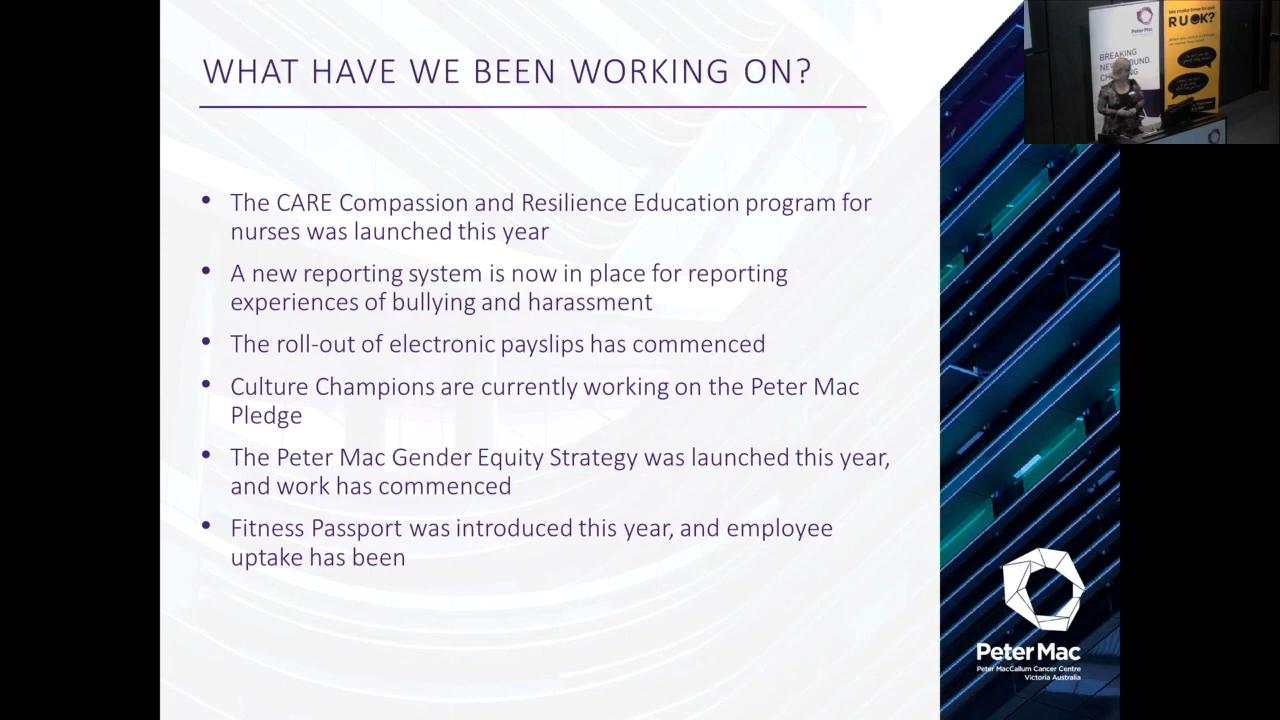 WHAT HAVE WE BEEN WORKING ON?
• The CARE Compassion and Resilience Education program for
nurses was launched this year
• A new reporting system is now in place for reporting
experiences of bullying and harassment
• The roll-out of electronic payslips has commenced
• Culture Champions are currently working on the Peter Mac
Pledge
• The Peter Mac Gender Equity Strategy was launched this year,
and work has commenced
• Fitness Passport was introduced this year, and employee
uptake has been
Peter Mac
Peter MacCallum Cancer Centre
Victoria Australia
Peter Mac
BREAKING
R U OK?